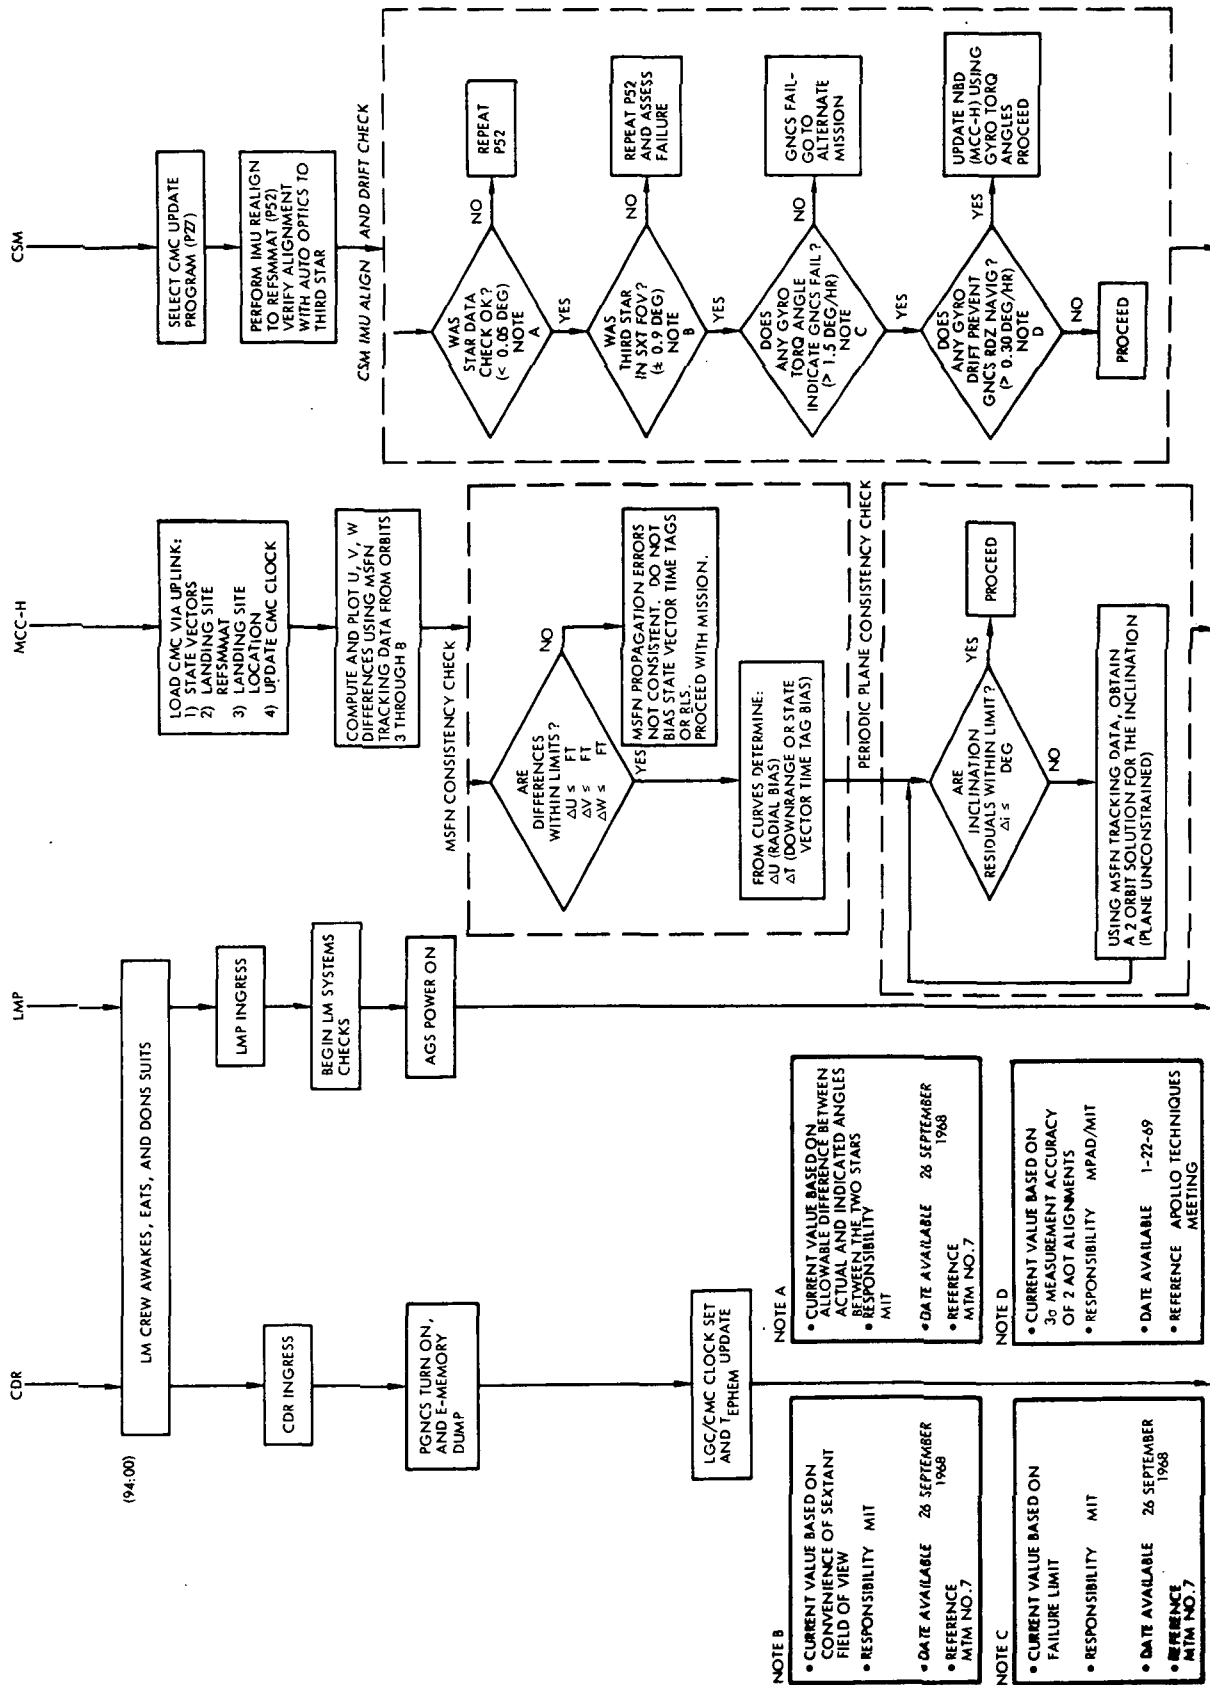 CDR
LMP
MCC-H
CSM
(94:00)
LM CREW AWAKES, EATS, AND DONS SUITS
CDR INGRESS
PGNCS TURN ON,
AND E-MEMORY
DUMP
LGC/CMC CLOCK SET
AND T EPHEM UPDATE
LMP INGRESS
BEGIN LM SYSTEMS
CHECKS
AGS POWER ON
LOAD CMC VIA UPLINK:
1) STATE VECTORS
2) LANDING SITE
REFSMMAT
3) LANDING SITE
LOCATION
4) UPDATE CMC CLOCK
COMPUTE AND PLOT U, V, W
DIFFERENCES USING MSFN
TRACKING DATA FROM ORBITS
3 THROUGH 8
MSFN CONSISTENCY CHECK
ARE
DIFFERENCES
WITHIN LIMITS?
ΔU ≤ FT
ΔV ≤ FT
ΔW ≤ FT
NO
MSFN PROPAGATION ERRORS
NOT CONSISTENT. DO NOT
BIAS STATE VECTOR TIME TAGS
OR RLS.
PROCEED WITH MISSION.
YES
FROM CURVES DETERMINE:
ΔU (RADIAL BIAS)
ΔT (DOWNRANGE OR STATE
VECTOR TIME TAG BIAS)
PERIODIC PLANE CONSISTENCY CHECK
ARE
INCLINATION
RESIDUALS WITHIN LIMIT?
Δi ≤ DEG
YES
PROCEED
NO
USING MSFN TRACKING DATA, OBTAIN
A 2 ORBIT SOLUTION FOR THE INCLINATION
(PLANE UNCONSTRAINED)
SELECT CMC UPDATE
PROGRAM (P27)
PERFORM IMU REALIGN
TO REFSMMAT (P52)
VERIFY ALIGNMENT
WITH AUTO OPTICS TO
THIRD STAR
CSM IMU ALIGN AND DRIFT CHECK
WAS
STAR DATA
CHECK OK?
(< 0.05 DEG)
NOTE
A
NO
REPEAT
P52
YES
WAS
THIRD STAR
IN SXT FOV?
(± 0.9 DEG)
NOTE
B
NO
REPEAT P52
AND ASSESS
FAILURE
YES
DOES
ANY GYRO
TORQ ANGLE
INDICATE GNCS FAIL?
(> 1.5 DEG/HR)
NOTE
C
NO
GNCS FAIL-
GO TO
ALTERNATE
MISSION
YES
DOES
ANY GYRO
DRIFT PREVENT
GNCS RDZ NAVIG?
(> 0.30 DEG/HR)
NOTE
D
YES
UPDATE NBD
(MCC-H) USING
GYRO TORQ
ANGLES
PROCEED
NO
PROCEED
NOTE A
• CURRENT VALUE BASED ON
ALLOWABLE DIFFERENCE BETWEEN
ACTUAL AND INDICATED ANGLES
BETWEEN THE TWO STARS
• RESPONSIBILITY
MIT
• DATE AVAILABLE 26 SEPTEMBER
1968
• REFERENCE
MTM NO. 7
NOTE B
• CURRENT VALUE BASED ON
CONVENIENCE OF SEXTANT
FIELD OF VIEW
• RESPONSIBILITY MIT
• DATE AVAILABLE 26 SEPTEMBER
1968
• REFERENCE
MTM NO. 7
NOTE C
• CURRENT VALUE BASED ON
FAILURE LIMIT
• RESPONSIBILITY MIT
• DATE AVAILABLE 26 SEPTEMBER
1968
• REFERENCE
MTM NO. 7
NOTE D
• CURRENT VALUE BASED ON
3σ MEASUREMENT ACCURACY
OF 2 AOT ALIGNMENTS
• RESPONSIBILITY MPAD/MIT
• DATE AVAILABLE 1-22-69
• REFERENCE APOLLO TECHNIQUES
MEETING